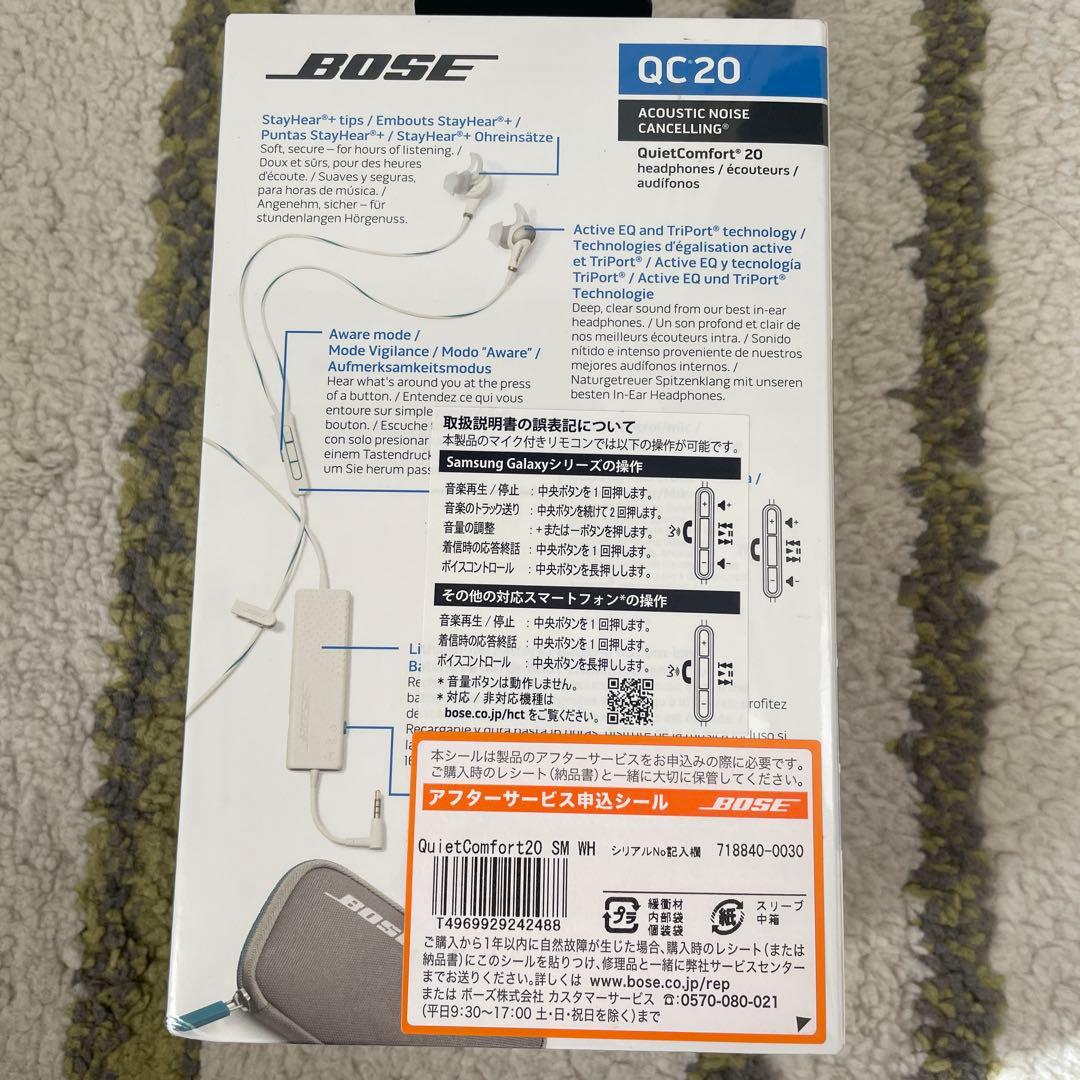 BOSE
QC®20
ACOUSTIC NOISE
CANCELLING®
QuietComfort® 20
headphones / écouteurs /
audífonos
StayHear®+ tips / Embouts StayHear®+ /
Puntas StayHear®+ / StayHear®+ Ohreinsätze
Soft, secure – for hours of listening. /
Doux et sûrs, pour des heures
d'écoute. / Suaves y seguras,
para horas de música. /
Angenehm, sicher – für
stundenlangen Hörgenuss.
Active EQ and TriPort® technology /
Technologies d'égalisation active
et TriPort® / Active EQ y tecnología
TriPort® / Active EQ und TriPort®
Technologie
Deep, clear sound from our best in-ear
headphones. / Un son profond et clair de
nos meilleurs écouteurs intra. / Sonido
nítido e intenso proveniente de nuestros
mejores audífonos internos. /
Naturgetreuer Spitzenklang mit unseren
besten In-Ear Headphones.
Aware mode /
Mode Vigilance / Modo "Aware" /
Aufmerksamkeitsmodus
Hear what's around you at the press
of a button. / Entendez ce qui vous
entoure sur simple
bouton. / Escuche
con solo presionar
einem Tastendruck
um Sie herum pass
取扱説明書の誤表記について
本製品のマイク付きリモコンでは以下の操作が可能です。
Samsung Galaxyシリーズの操作
音楽再生 / 停止 : 中央ボタンを1回押します。
音楽のトラック送り : 中央ボタンを続けて2回押します。
音量の調整 : +または−ボタンを押します。
着信時の応答終話 : 中央ボタンを1回押します。
ボイスコントロール : 中央ボタンを長押しします。
その他の対応スマートフォン*の操作
音楽再生 / 停止 : 中央ボタンを1回押します。
着信時の応答終話 : 中央ボタンを1回押します。
ボイスコントロール : 中央ボタンを長押しします。
* 音量ボタンは動作しません。
* 対応 / 非対応機種は
bose.co.jp/hct をご覧ください。
BOSE
本シールは製品のアフターサービスをお申込みの際に必要です。
ご購入時のレシート（納品書）と一緒に大切に保管してください。
アフターサービス申込シール BOSE
QuietComfort20 SM WH シリアルNo記入欄 718840-0030
T4969929242488
プラ 緩衝材 内部袋 個装袋
紙 スリーブ 中箱
ご購入から1年以内に自然故障が生じた場合、購入時のレシート（または
納品書）にこのシールを貼りつけ、修理品と一緒に弊社サービスセンター
までお送りください。詳しくは www.bose.co.jp/rep
または ボーズ株式会社 カスタマーサービス ☎:0570-080-021
（平日9:30〜17:00 土・日・祝日を除く）まで